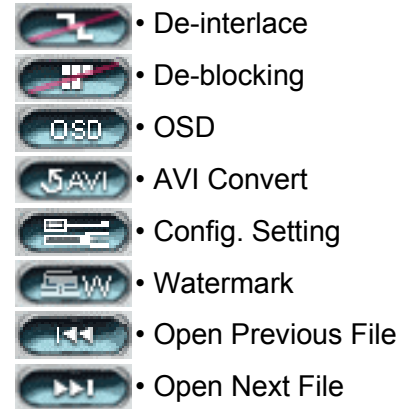 • De-interlace
• De-blocking
OSD • OSD
AVI • AVI Convert
• Config. Setting
W • Watermark
• Open Previous File
• Open Next File